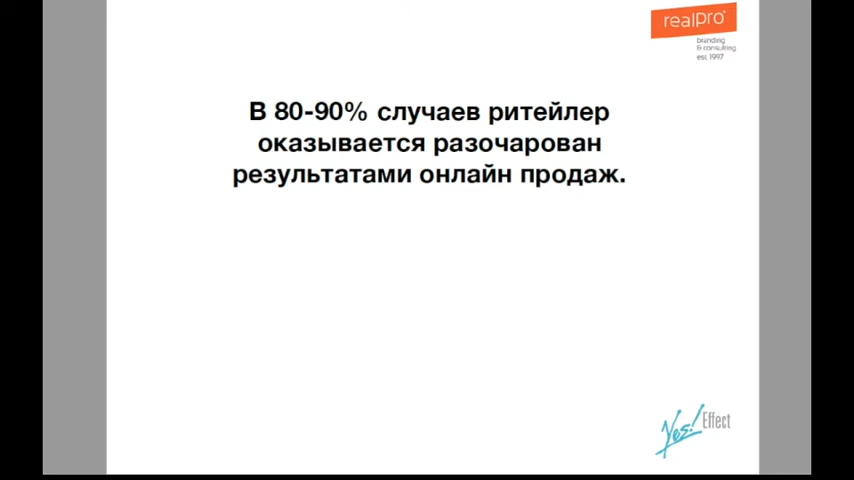 realpro
branding
& consulting
est. 1997
В 80-90% случаев ритейлер
оказывается разочарован
результатами онлайн продаж.
Yes! Effect